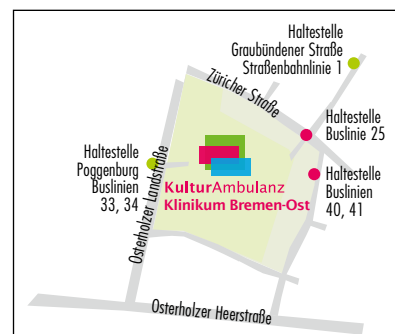 Haltestelle
Graubündener Straße
Straßenbahnlinie 1
Züricher Straße
Haltestelle
Buslinie 25
Haltestelle
Poggenburg
Buslinien
33, 34
Haltestelle
Buslinien
40, 41
KulturAmbulanz
Klinikum Bremen-Ost
Osterholzer Landstraße
Osterholzer Heerstraße